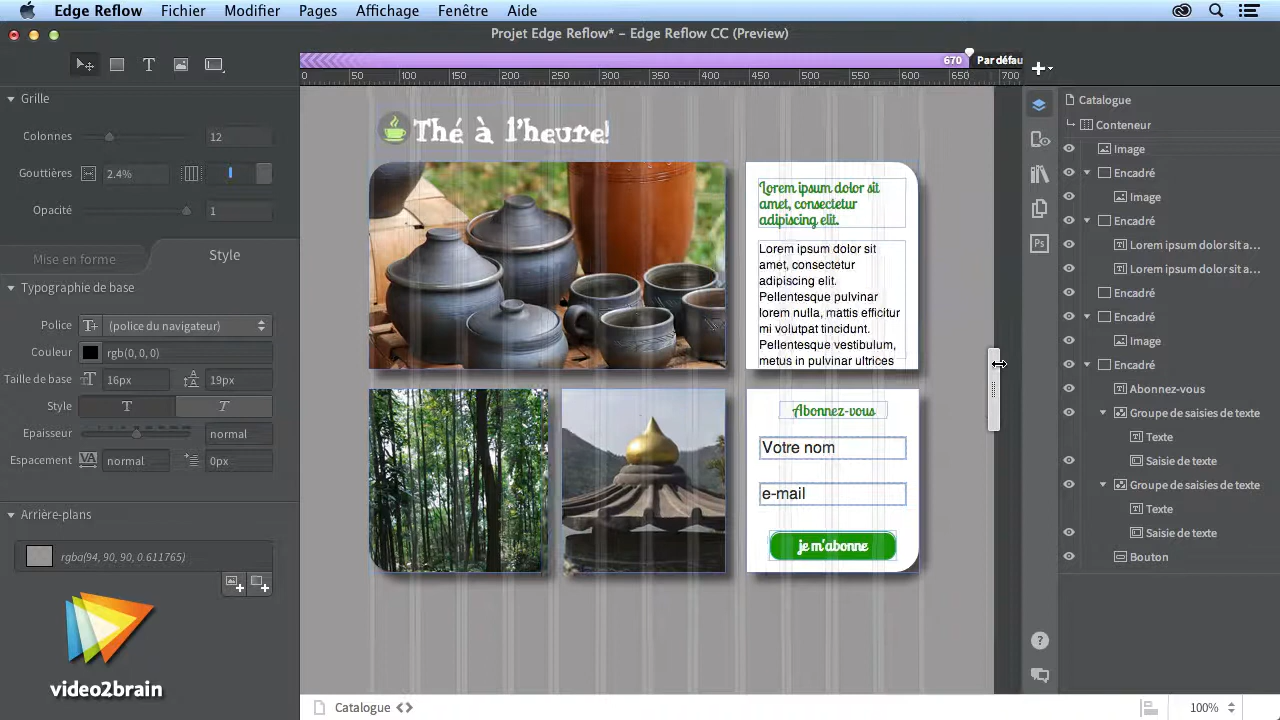 Edge Reflow Fichier Modifier Pages Affichage Fenêtre Aide
Projet Edge Reflow* – Edge Reflow CC (Preview)
670 Par défau
0 50 100 150 200 250 300 350 400 450 500 550 600 650 700
Grille
Colonnes 12
Gouttières 2.4%
Opacité 1
Mise en forme Style
Typographie de base
Police (police du navigateur)
Couleur rgb(0, 0, 0)
Taille de base 16px 19px
Style T T
Epaisseur normal
Espacement normal 0px
Arrière-plans
rgba(94, 90, 90, 0.611765)
video2brain
Thé à l'heure!
Lorem ipsum dolor sit
amet, consectetur
adipiscing elit.
Lorem ipsum dolor sit
amet, consectetur
adipiscing elit.
Pellentesque pulvinar
lorem nulla, mattis efficitur
mi volutpat tincidunt.
Pellentesque vestibulum,
metus in pulvinar ultrices
Abonnez-vous
Votre nom
e-mail
je m'abonne
Catalogue
100%
Ps
Catalogue
Conteneur
Image
Encadré
Image
Encadré
Lorem ipsum dolor sit a...
Lorem ipsum dolor sit a...
Encadré
Encadré
Image
Encadré
Abonnez-vous
Groupe de saisies de texte
Texte
Saisie de texte
Groupe de saisies de texte
Texte
Saisie de texte
Bouton